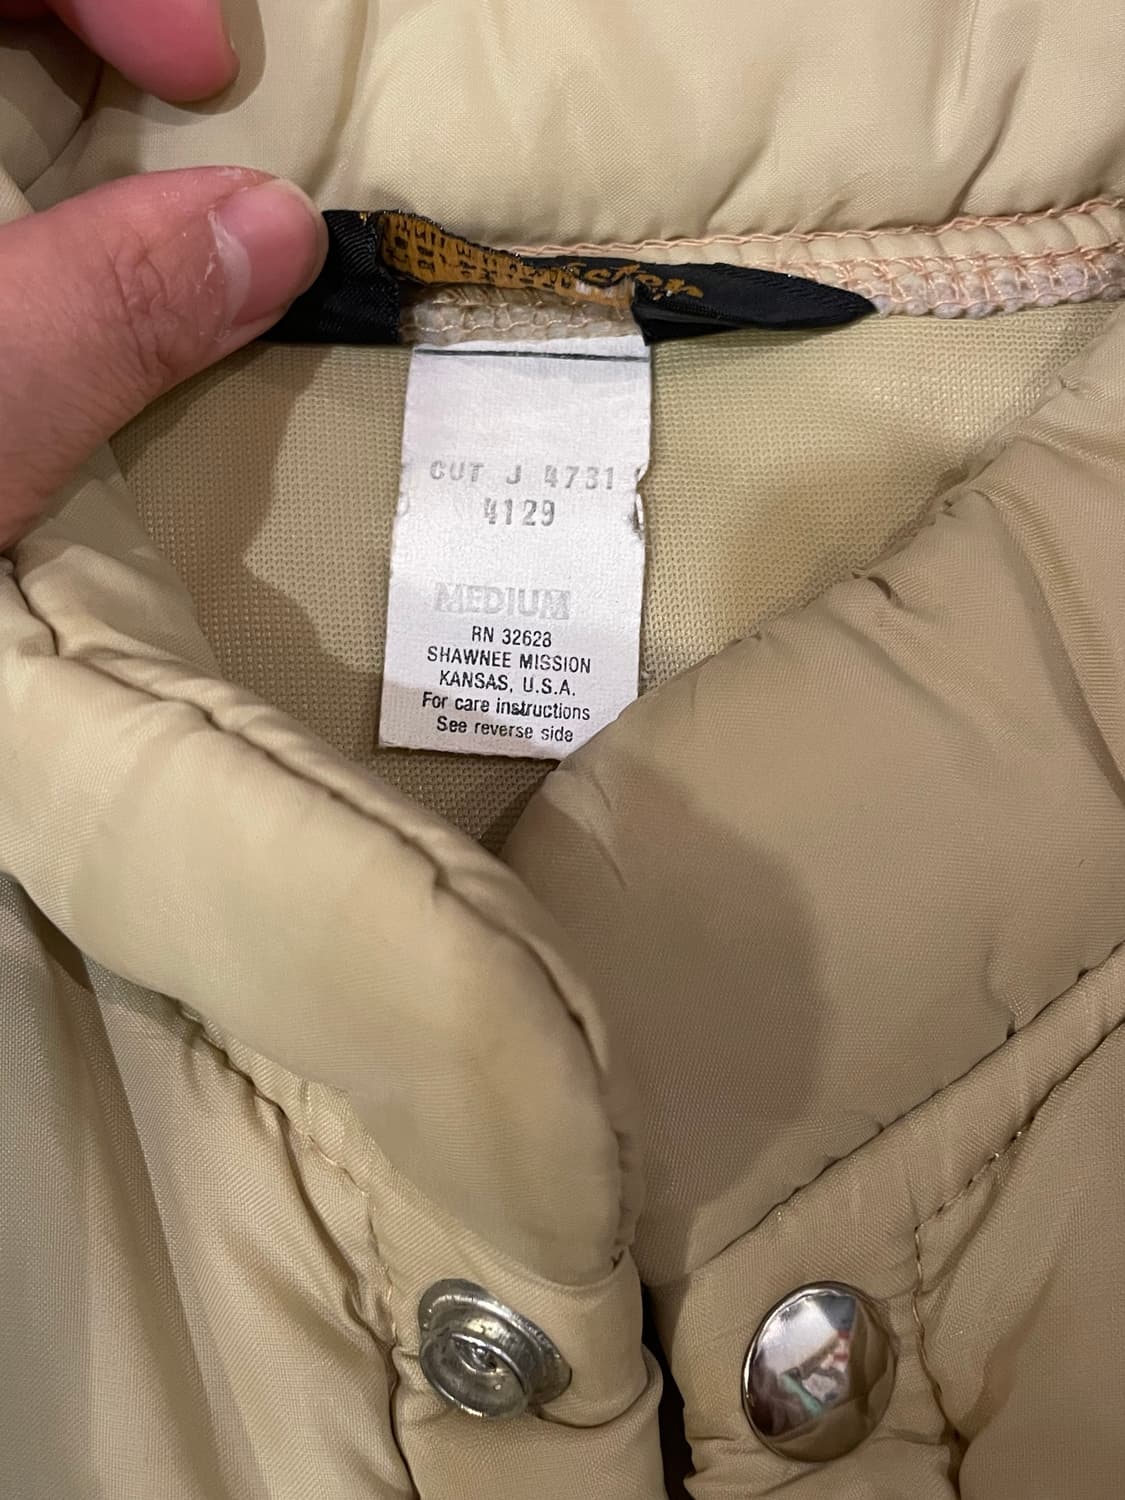 CUT J 4731
4129
MEDIUM
RN 32628
SHAWNEE MISSION
KANSAS, U.S.A.
For care instructions
See reverse side